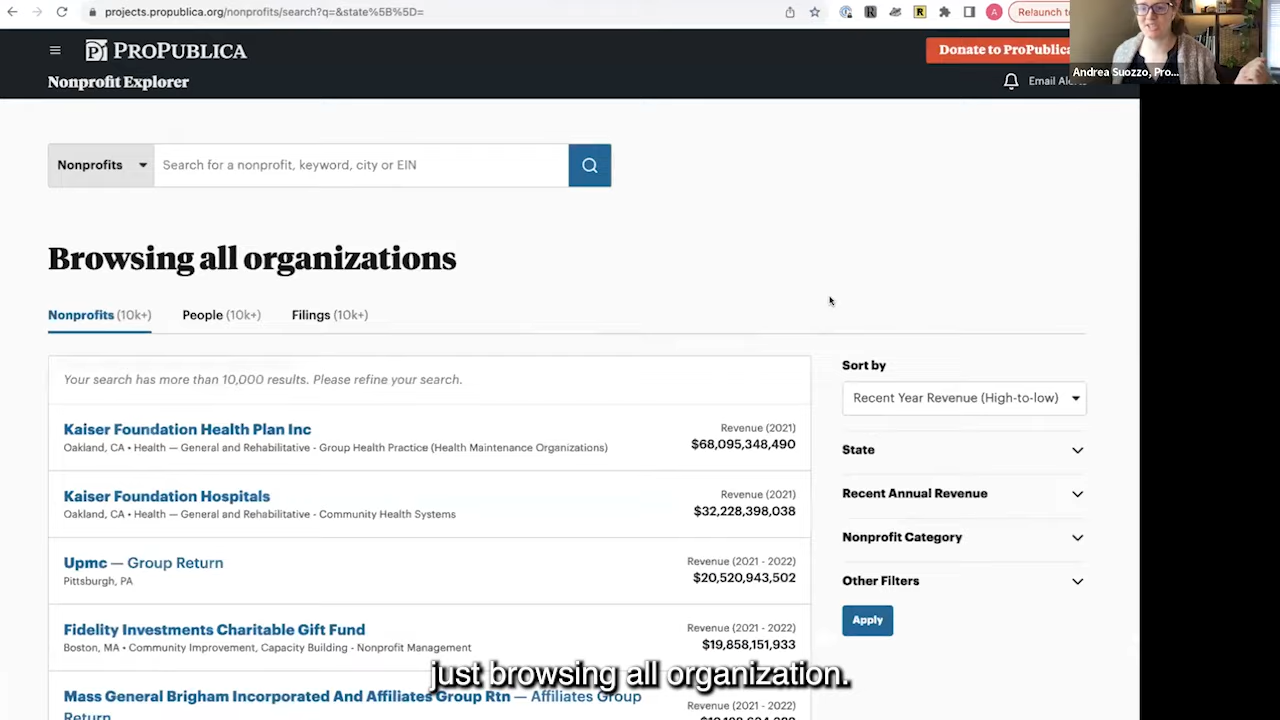 projects.propublica.org/nonprofits/search?q=&state%5B%5D=
Relaunch to
PROPUBLICA
Donate to ProPublica
Andrea Suozzo, Pro...
Nonprofit Explorer
Email
Nonprofits
Search for a nonprofit, keyword, city or EIN
Browsing all organizations
Nonprofits (10k+)
People (10k+)
Filings (10k+)
Your search has more than 10,000 results. Please refine your search.
Sort by
Recent Year Revenue (High-to-low)
Kaiser Foundation Health Plan Inc
Revenue (2021)
Oakland, CA • Health — General and Rehabilitative - Group Health Practice (Health Maintenance Organizations)
$68,095,348,490
State
Kaiser Foundation Hospitals
Revenue (2021)
Oakland, CA • Health — General and Rehabilitative - Community Health Systems
$32,228,398,038
Recent Annual Revenue
Nonprofit Category
Upmc — Group Return
Revenue (2021 - 2022)
Pittsburgh, PA
$20,520,943,502
Other Filters
Apply
Fidelity Investments Charitable Gift Fund
Revenue (2021 - 2022)
Boston, MA • Community Improvement, Capacity Building - Nonprofit Management
$19,858,151,933
just browsing all organization.
Mass General Brigham Incorporated And Affiliates Group Rtn — Affiliates Group
Return
Revenue (2021 - 2022)